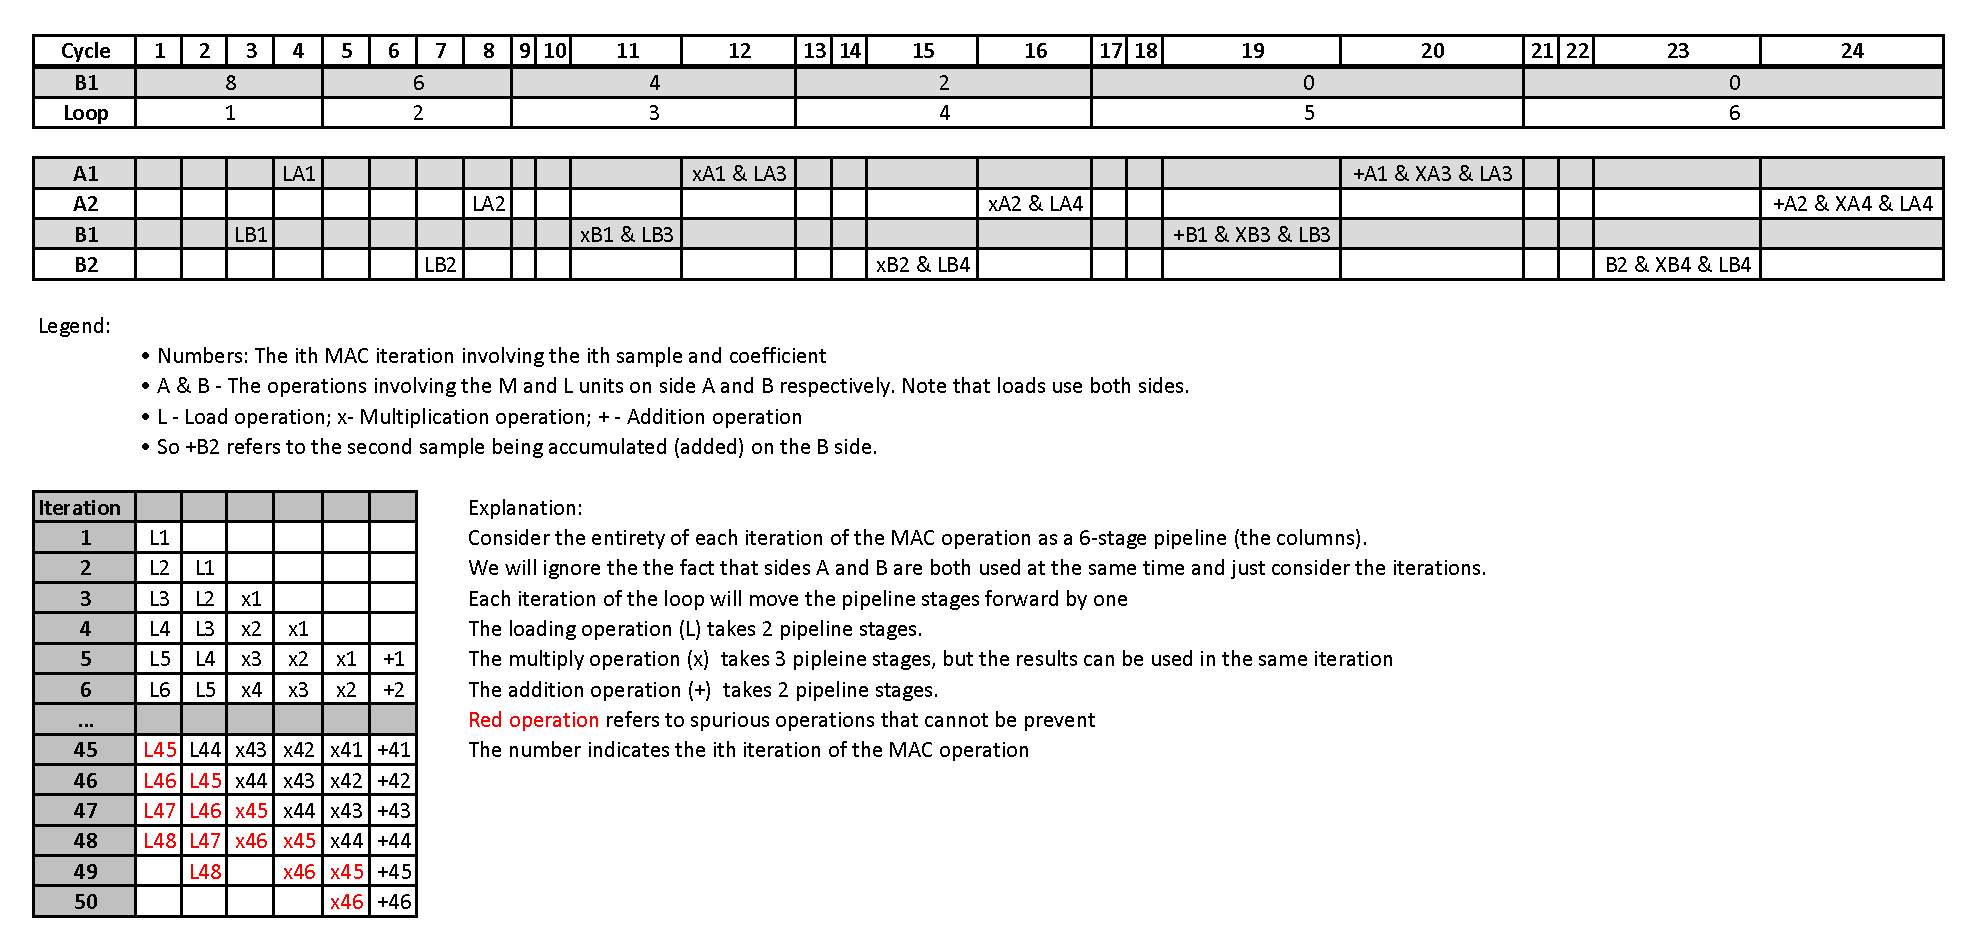 Cycle 1 2 3 4 5 6 7 8 9 10 11 12 13 14 15 16 17 18 19 20 21 22 23 24
B1 8 6 4 2 0 0
Loop 1 2 3 4 5 6
A1 LA1 xA1 & LA3 +A1 & XA3 & LA3
A2 LA2 xA2 & LA4 +A2 & XA4 & LA4
B1 LB1 xB1 & LB3 +B1 & XB3 & LB3
B2 LB2 xB2 & LB4 B2 & XB4 & LB4
Legend:
• Numbers: The ith MAC iteration involving the ith sample and coefficient
• A & B - The operations involving the M and L units on side A and B respectively. Note that loads use both sides.
• L - Load operation; x- Multiplication operation; + - Addition operation
• So +B2 refers to the second sample being accumulated (added) on the B side.
Iteration
1 L1
2 L2 L1
3 L3 L2 x1
4 L4 L3 x2 x1
5 L5 L4 x3 x2 x1 +1
6 L6 L5 x4 x3 x2 +2
...
45 L45 L44 x43 x42 x41 +41
46 L46 L45 x44 x43 x42 +42
47 L47 L46 x45 x44 x43 +43
48 L48 L47 x46 x45 x44 +44
49 L48 x46 x45 +45
50 x46 +46
Explanation:
Consider the entirety of each iteration of the MAC operation as a 6-stage pipeline (the columns).
We will ignore the the fact that sides A and B are both used at the same time and just consider the iterations.
Each iteration of the loop will move the pipeline stages forward by one
The loading operation (L) takes 2 pipeline stages.
The multiply operation (x) takes 3 pipleine stages, but the results can be used in the same iteration
The addition operation (+) takes 2 pipeline stages.
Red operation refers to spurious operations that cannot be prevent
The number indicates the ith iteration of the MAC operation